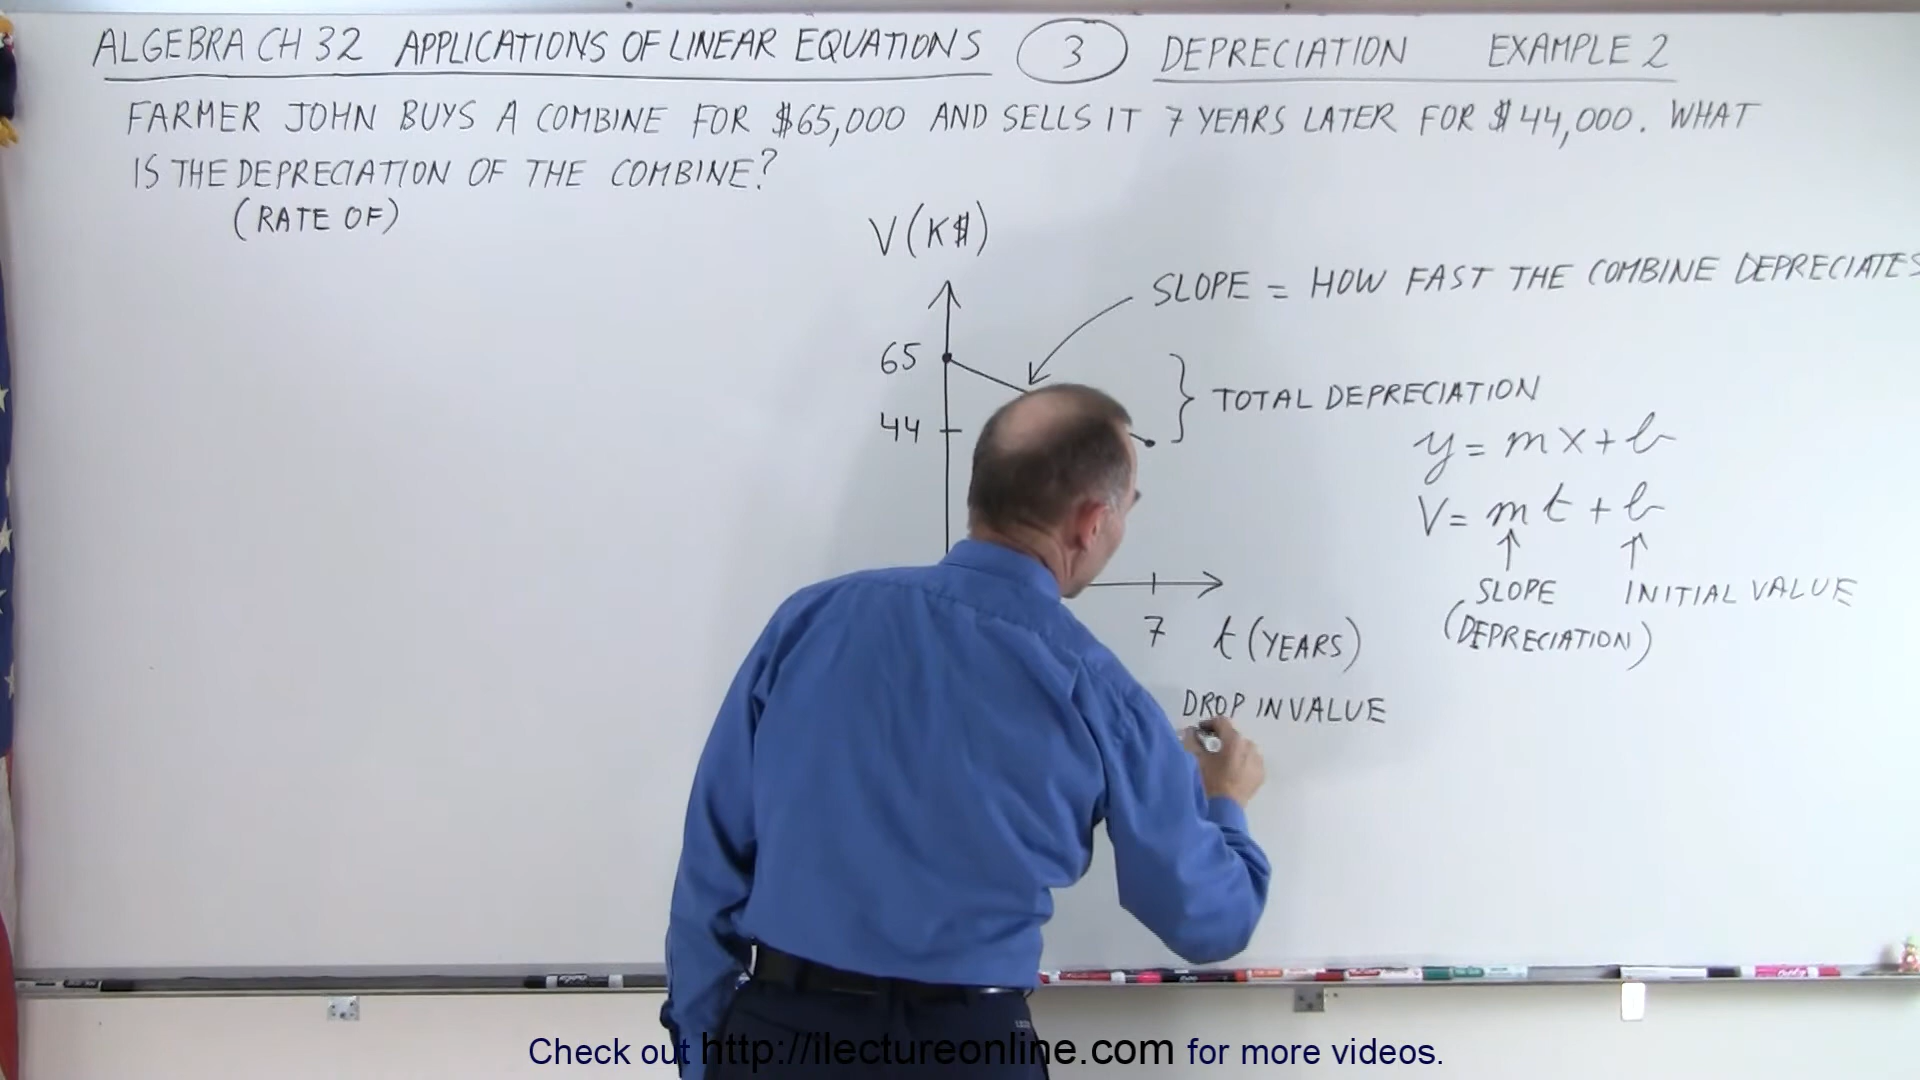 ALGEBRA CH 32 APPLICATIONS OF LINEAR EQUATIONS 3 DEPRECIATION EXAMPLE 2
FARMER JOHN BUYS A COMBINE FOR $65,000 AND SELLS IT 7 YEARS LATER FOR $44,000. WHAT
IS THE DEPRECIATION OF THE COMBINE?
(RATE OF)
V(K$)
SLOPE = HOW FAST THE COMBINE DEPRECIATES
65
TOTAL DEPRECIATION
44
y = mx + b
V = mt + b
SLOPE INITIAL VALUE
(DEPRECIATION)
7 t (YEARS)
DROP IN VALUE
Check out http://ilectureonline.com for more videos.